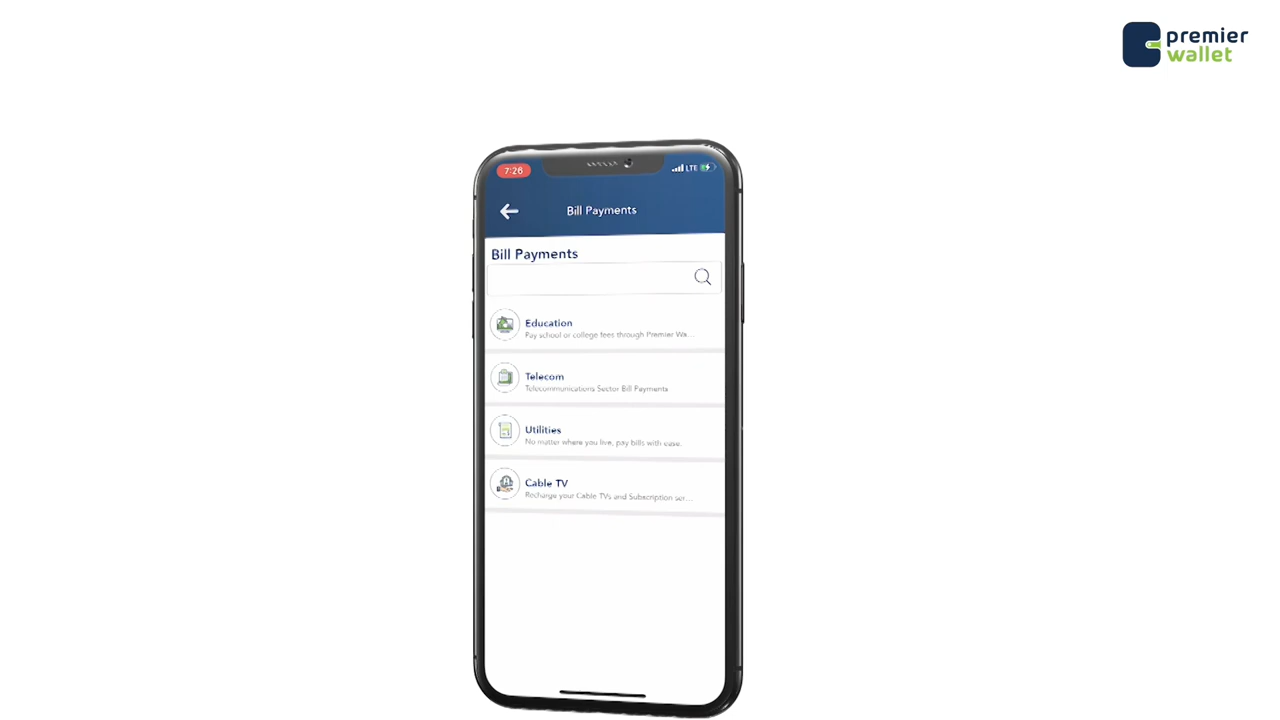 premier
wallet
7:26
LTE
Bill Payments
Bill Payments
Education
Pay school or college fees through Premier Wa...
Telecom
Telecommunications Sector Bill Payments
Utilities
No matter where you live, pay bills with ease.
Cable TV
Recharge your Cable TVs and Subscription ser...